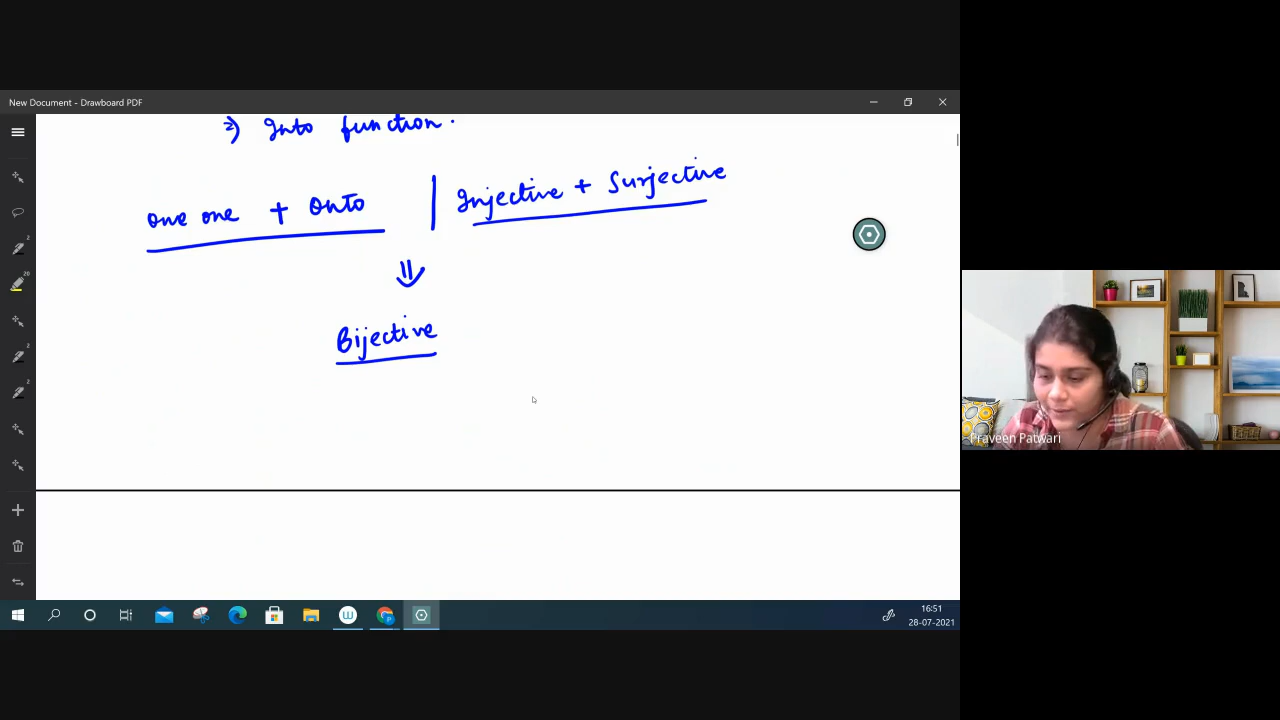 New Document - Drawboard PDF
2) Into function.
One one + Onto | Injective + Surjective
⇓
Bijective
Praveen Patwari
16:51
28-07-2021